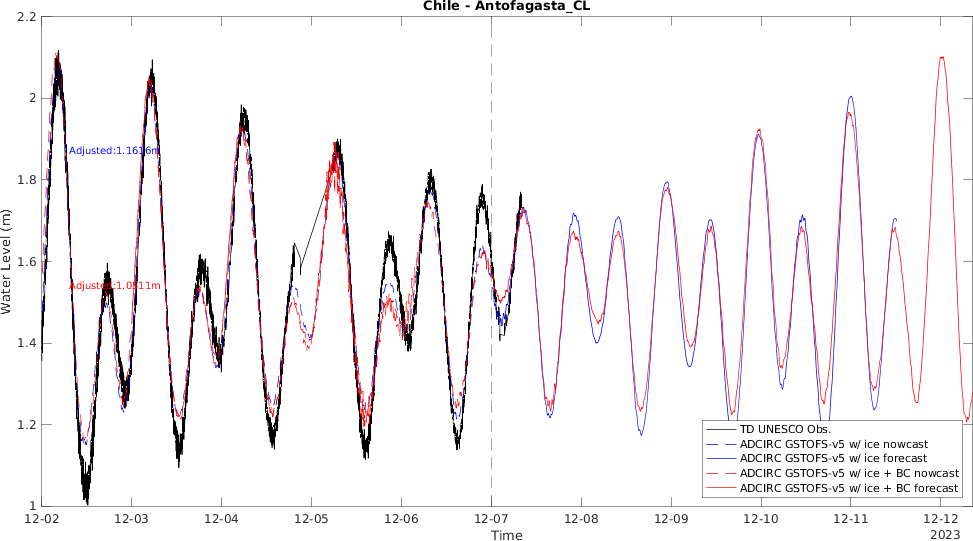 Chile - Antofagasta_CL
2.2
2
1.8
1.6
1.4
1.2
1
Water Level (m)
Adjusted:1.1616m
Adjusted:1.0511m
TD UNESCO Obs.
ADCIRC GSTOFS-v5 w/ ice nowcast
ADCIRC GSTOFS-v5 w/ ice forecast
ADCIRC GSTOFS-v5 w/ ice + BC nowcast
ADCIRC GSTOFS-v5 w/ ice + BC forecast
12-02 12-03 12-04 12-05 12-06 12-07 12-08 12-09 12-10 12-11 12-12
2023
Time